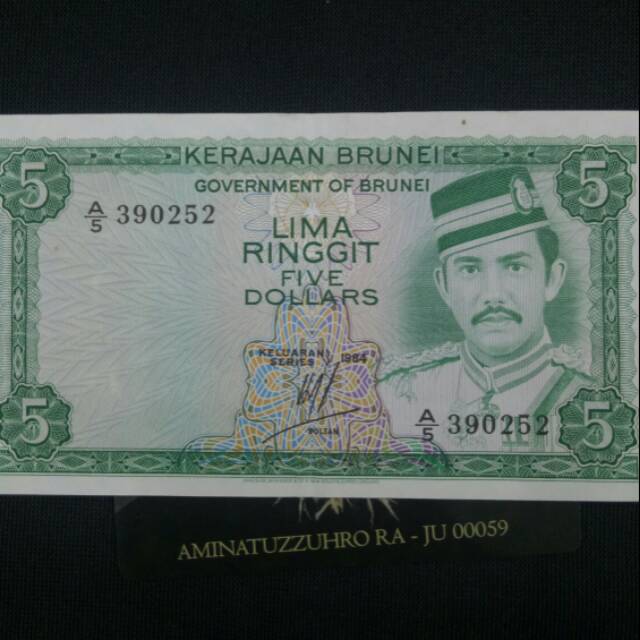 KERAJAAN BRUNEI
GOVERNMENT OF BRUNEI
5
5
A/5 390252
LIMA
RINGGIT
FIVE
DOLLARS
KELUARAN
SERIES 1984
A/5 390252
5
5
AMINATUZZUHRO RA - JU 00059